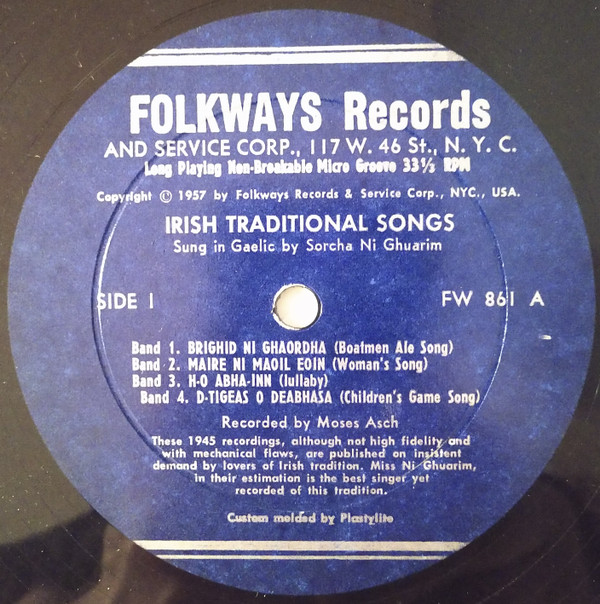 FOLKWAYS Records
AND SERVICE CORP., 117 W. 46 St., N. Y. C.
Long Playing Non-Breakable Micro Groove 33⅓ RPM
Copyright © 1957 by Folkways Records & Service Corp., NYC., USA.
IRISH TRADITIONAL SONGS
Sung in Gaelic by Sorcha Ni Ghuarim
SIDE I
FW 861 A
Band 1. BRIGHID NI GHAORDHA (Boatmen Ale Song)
Band 2. MAIRE NI MAOIL EOIN (Woman's Song)
Band 3. H-O ABHA-INN (lullaby)
Band 4. D-TIGEAS O DEABHASA (Children's Game Song)
Recorded by Moses Asch
These 1945 recordings, although not high fidelity and
with mechanical flaws, are published on insistent
demand by lovers of Irish tradition. Miss Ni Ghuarim,
in their estimation is the best singer yet
recorded of this tradition.
Custom molded by Plastylite